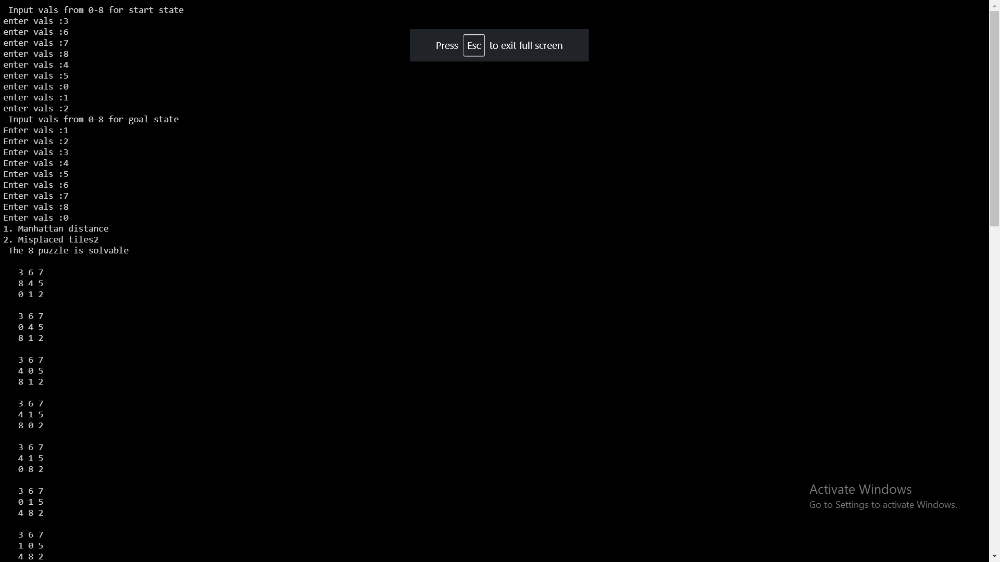 Input vals from 0-8 for start state
enter vals :3
enter vals :6
enter vals :7
enter vals :8
enter vals :4
enter vals :5
enter vals :0
enter vals :1
enter vals :2
Input vals from 0-8 for goal state
Enter vals :1
Enter vals :2
Enter vals :3
Enter vals :4
Enter vals :5
Enter vals :6
Enter vals :7
Enter vals :8
Enter vals :0
1. Manhattan distance
2. Misplaced tiles2
The 8 puzzle is solvable
3 6 7
8 4 5
0 1 2
3 6 7
0 4 5
8 1 2
3 6 7
4 0 5
8 1 2
3 6 7
4 1 5
8 0 2
3 6 7
4 1 5
0 8 2
3 6 7
0 1 5
4 8 2
3 6 7
1 0 5
4 8 2
Press Esc to exit full screen
Activate Windows
Go to Settings to activate Windows.